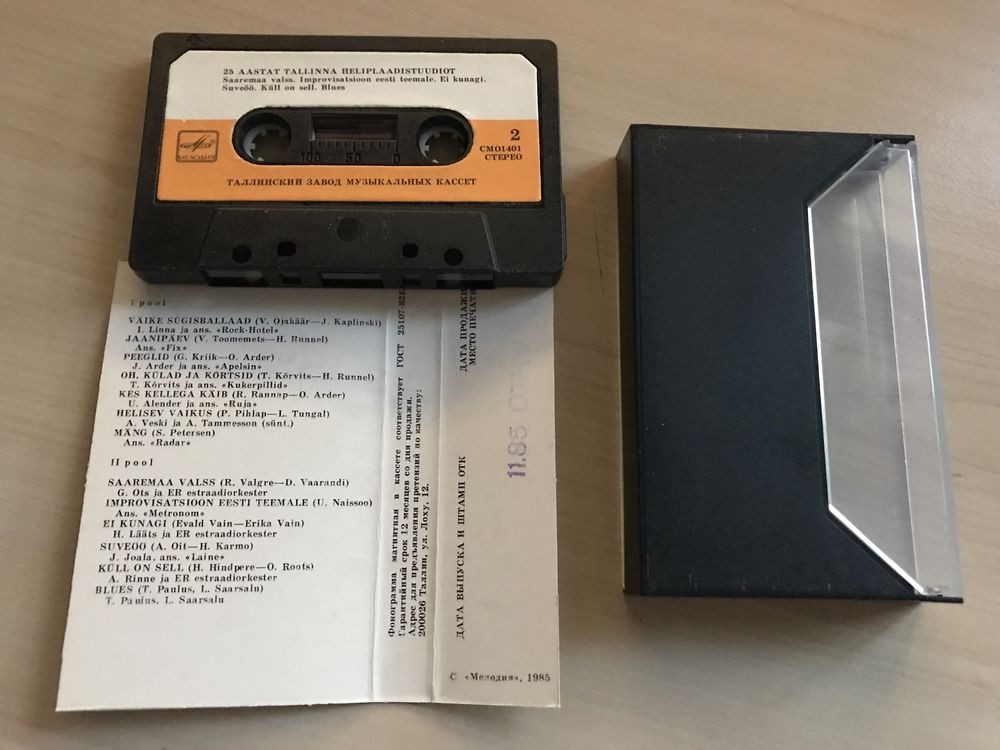 25 AASTAT TALLINNA HELIPLAADISTUUDIOT
Saaremaa valss. Improvisatsioon eesti teemale. Ei kunagi.
Suveöö. Küll on sell. Blues
МЕЛОДИЯ
100 50 0
2
СМ01401
СТЕРЕО
ТАЛЛИНСКИЙ ЗАВОД МУЗЫКАЛЬНЫХ КАССЕТ
I pool
VÄIKE SÜGISBALLAAD (V. Ojakäär—J. Kaplinski)
I. Linna ja ans. «Rock-Hotel»
JAANIPÄEV (V. Toomemets—H. Runnel)
Ans. «Fix»
PEEGLID (G. Kriik—O. Arder)
J. Arder ja ans. «Apelsin»
OH, KÜLAD JA KÕRTSID (T. Kõrvits—H. Runnel)
T. Kõrvits ja ans. «Kukerpillid»
KES KELLEGA KÄIB (R. Rannap—O. Arder)
U. Alender ja ans. «Ruja»
HELISEV VAIKUS (P. Pihlap—L. Tungal)
A. Veski ja A. Tammesson (sünt.)
MÄNG (S. Petersen)
Ans. «Radar»
II pool
SAAREMAA VALSS (R. Valgre—D. Vaarandi)
G. Ots ja ER estraadiorkester
IMPROVISATSIOON EESTI TEEMALE (U. Naissoo)
Ans. «Metronom»
EI KUNAGI (Evald Vain—Erika Vain)
H. Lääts ja ER estraadiorkester
SUVEÖÖ (A. Oit—H. Karmo)
J. Joala, ans. «Laine»
KÜLL ON SELL (H. Hindpere—O. Roots)
A. Rinne ja ER estraadiorkester
BLUES (T. Paulus, L. Saarsalu)
T. Paulus, L. Saarsalu
Фонограмма магнитная в кассете соответствует ГОСТ 25107-82
Гарантийный срок 12 месяцев со дня продажи.
Адрес для предъявления претензий по качеству:
200026 Таллин, ул. Лоху, 12.
ДАТА ВЫПУСКА И ШТАМП ОТК
ДАТА ПРОДАЖИ
МЕСТО ПЕЧАТИ
11.85
© «Мелодия», 1985